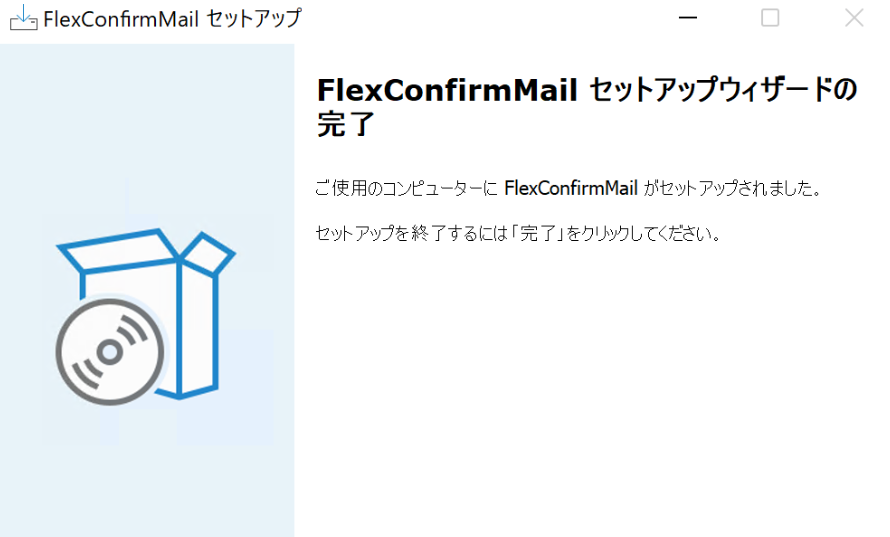 FlexConfirmMail セットアップ
FlexConfirmMail セットアップウィザードの
完了
ご使用のコンピューターに FlexConfirmMail がセットアップされました。
セットアップを終了するには「完了」をクリックしてください。